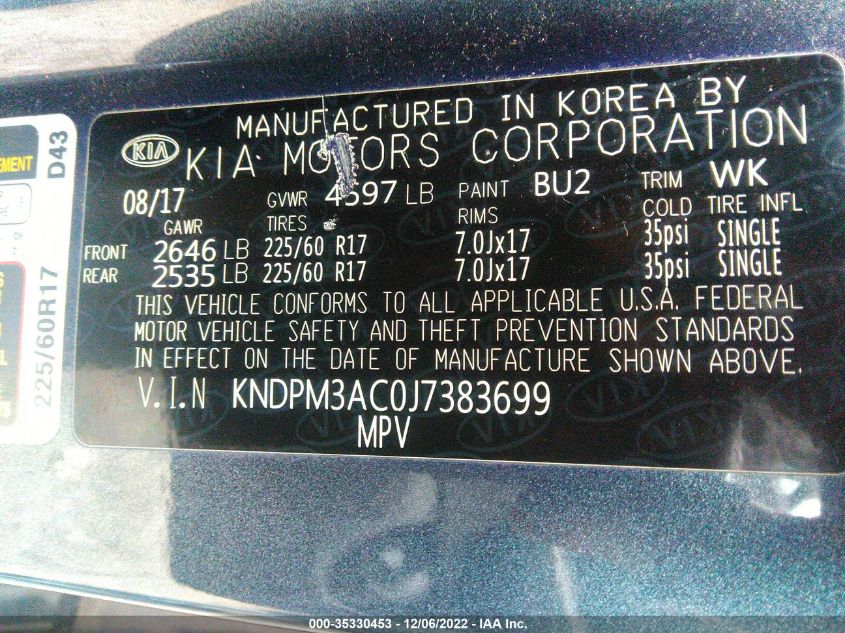 MANUFACTURED IN KOREA BY
KIA KIA MOTORS CORPORATION
08/17 GVWR 4597 LB PAINT BU2 TRIM WK
GAWR TIRES RIMS COLD TIRE INFL
FRONT 2646 LB 225/60 R17 7.0Jx17 35psi SINGLE
REAR 2535 LB 225/60 R17 7.0Jx17 35psi SINGLE
THIS VEHICLE CONFORMS TO ALL APPLICABLE U.S.A. FEDERAL
MOTOR VEHICLE SAFETY AND THEFT PREVENTION STANDARDS
IN EFFECT ON THE DATE OF MANUFACTURE SHOWN ABOVE.
V.I.N KNDPM3AC0J7383699
MPV
D43
225/60R17
000-35330453 - 12/06/2022 - IAA Inc.